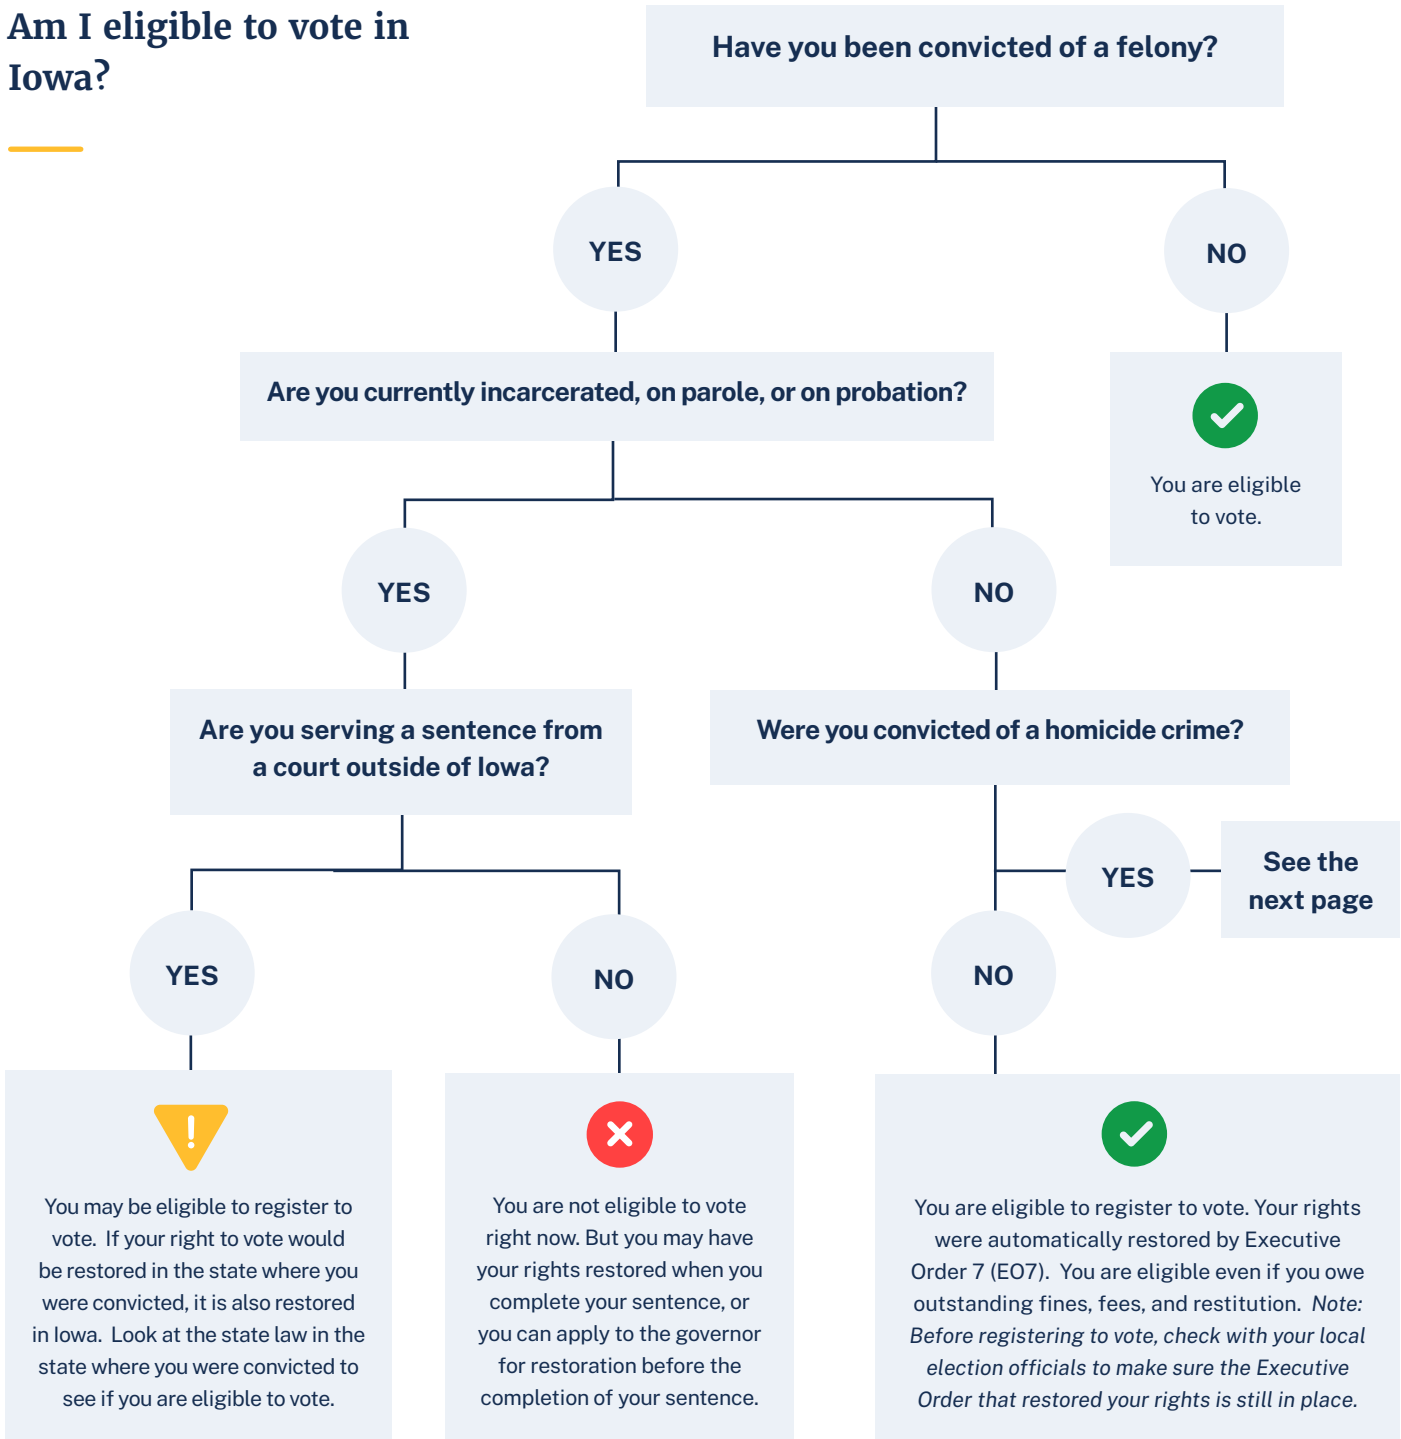 Am I eligible to vote in
Iowa?
Have you been convicted of a felony?
YES
NO
Are you currently incarcerated, on parole, or on probation?
You are eligible
to vote.
YES
NO
Are you serving a sentence from
a court outside of Iowa?
Were you convicted of a homicide crime?
YES
See the
next page
YES
NO
NO
You may be eligible to register to
vote. If your right to vote would
be restored in the state where you
were convicted, it is also restored
in Iowa. Look at the state law in the
state where you were convicted to
see if you are eligible to vote.
You are not eligible to vote
right now. But you may have
your rights restored when you
complete your sentence, or
you can apply to the governor
for restoration before the
completion of your sentence.
You are eligible to register to vote. Your rights
were automatically restored by Executive
Order 7 (EO7). You are eligible even if you owe
outstanding fines, fees, and restitution. Note:
Before registering to vote, check with your local
election officials to make sure the Executive
Order that restored your rights is still in place.